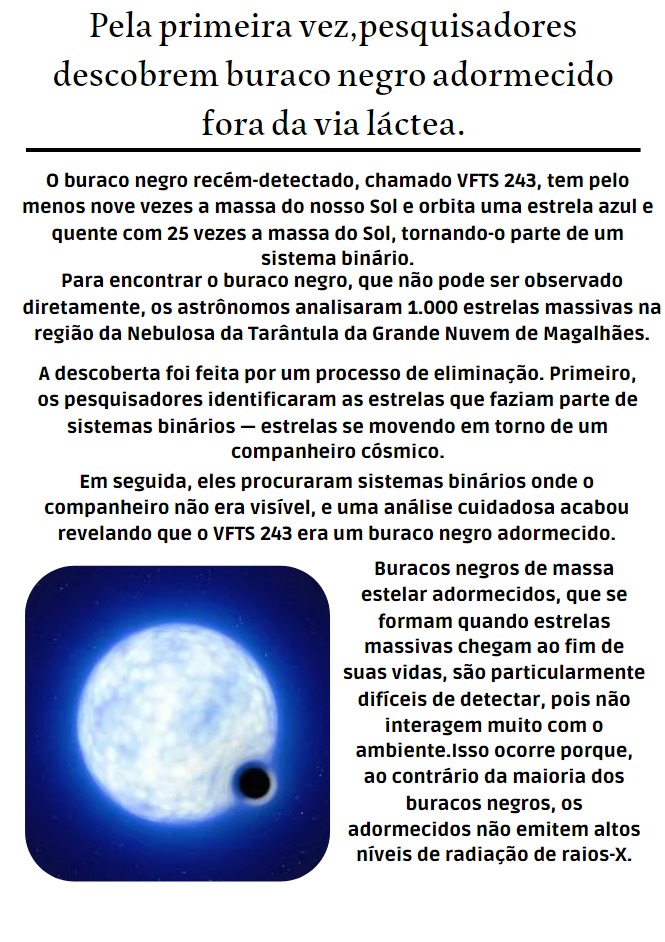 Pela primeira vez,pesquisadores
descobrem buraco negro adormecido
fora da via láctea.
O buraco negro recém-detectado, chamado VFTS 243, tem pelo
menos nove vezes a massa do nosso Sol e orbita uma estrela azul e
quente com 25 vezes a massa do Sol, tornando-o parte de um
sistema binário.
Para encontrar o buraco negro, que não pode ser observado
diretamente, os astrônomos analisaram 1.000 estrelas massivas na
região da Nebulosa da Tarântula da Grande Nuvem de Magalhães.
A descoberta foi feita por um processo de eliminação. Primeiro,
os pesquisadores identificaram as estrelas que faziam parte de
sistemas binários — estrelas se movendo em torno de um
companheiro cósmico.
Em seguida, eles procuraram sistemas binários onde o
companheiro não era visível, e uma análise cuidadosa acabou
revelando que o VFTS 243 era um buraco negro adormecido.
Buracos negros de massa
estelar adormecidos, que se
formam quando estrelas
massivas chegam ao fim de
suas vidas, são particularmente
difíceis de detectar, pois não
interagem muito com o
ambiente.Isso ocorre porque,
ao contrário da maioria dos
buracos negros, os
adormecidos não emitem altos
níveis de radiação de raios-X.